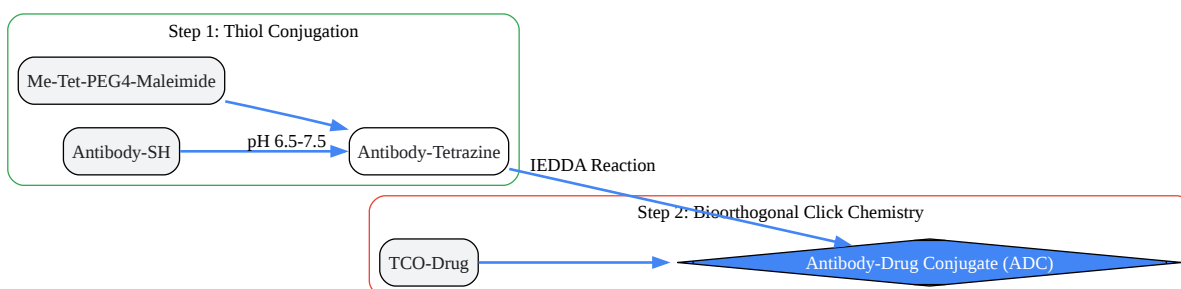 Step 1: Thiol Conjugation
Me-Tet-PEG4-Maleimide
Antibody-SH
pH 6.5-7.5
Antibody-Tetrazine
IEDDA Reaction
Step 2: Bioorthogonal Click Chemistry
TCO-Drug
Antibody-Drug Conjugate (ADC)